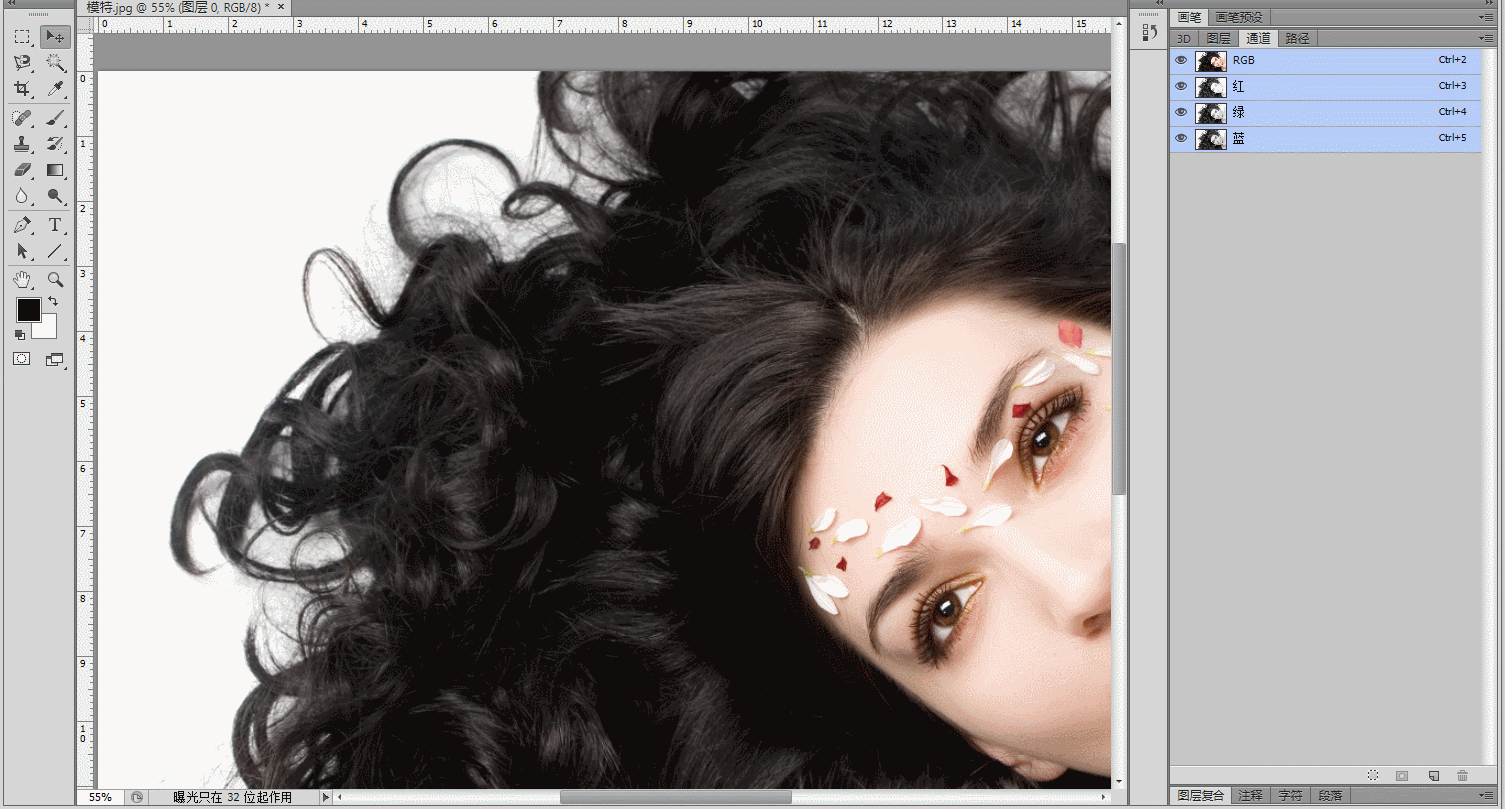 模特.jpg @ 55% (图层 0, RGB/8) * ×
0 1 2 3 4 5 6 7 8 9 10 11 12 13 14 15
0
1
2
3
4
5
6
7
8
9
10
T
55%
曝光只在 32 位起作用
画笔 画笔预设
3D 图层 通道 路径
RGB Ctrl+2
红 Ctrl+3
绿 Ctrl+4
蓝 Ctrl+5
图层复合 注释 字符 段落